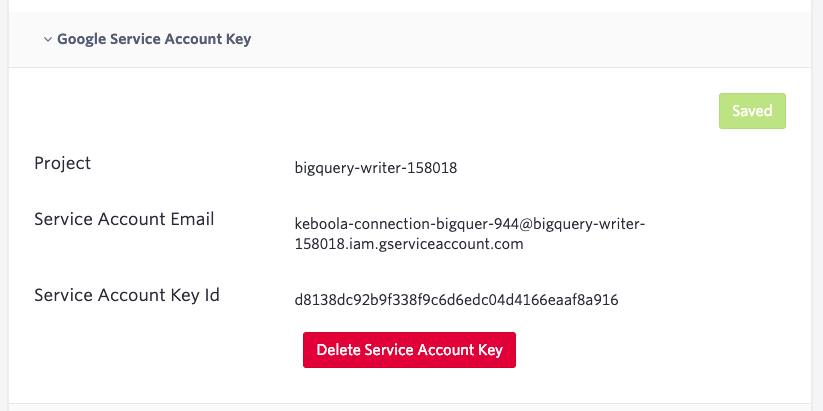 Google Service Account Key
Saved
Project
bigquery-writer-158018
Service Account Email
keboola-connection-bigquer-944@bigquery-writer-
158018.iam.gserviceaccount.com
Service Account Key Id
d8138dc92b9f338f9c6d6edc04d4166eaaf8a916
Delete Service Account Key